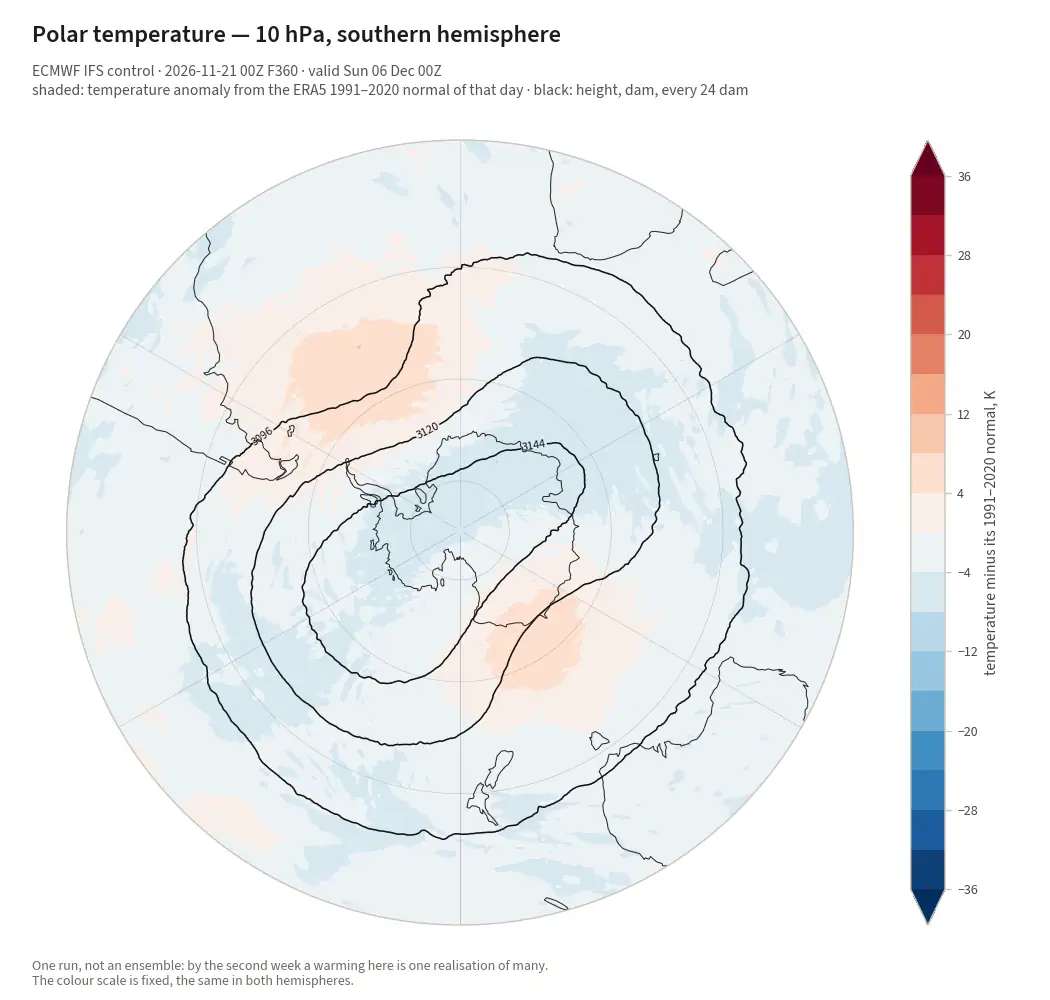 Polar temperature — 10 hPa, southern hemisphere
ECMWF IFS control · 2026-11-21 00Z F360 · valid Sun 06 Dec 00Z
shaded: temperature anomaly from the ERA5 1991–2020 normal of that day · black: height, dam, every 24 dam
36
28
20
12
4
−4
−12
−20
−28
−36
temperature minus its 1991–2020 normal, K
3096
3120
3144
One run, not an ensemble: by the second week a warming here is one realisation of many.
The colour scale is fixed, the same in both hemispheres.